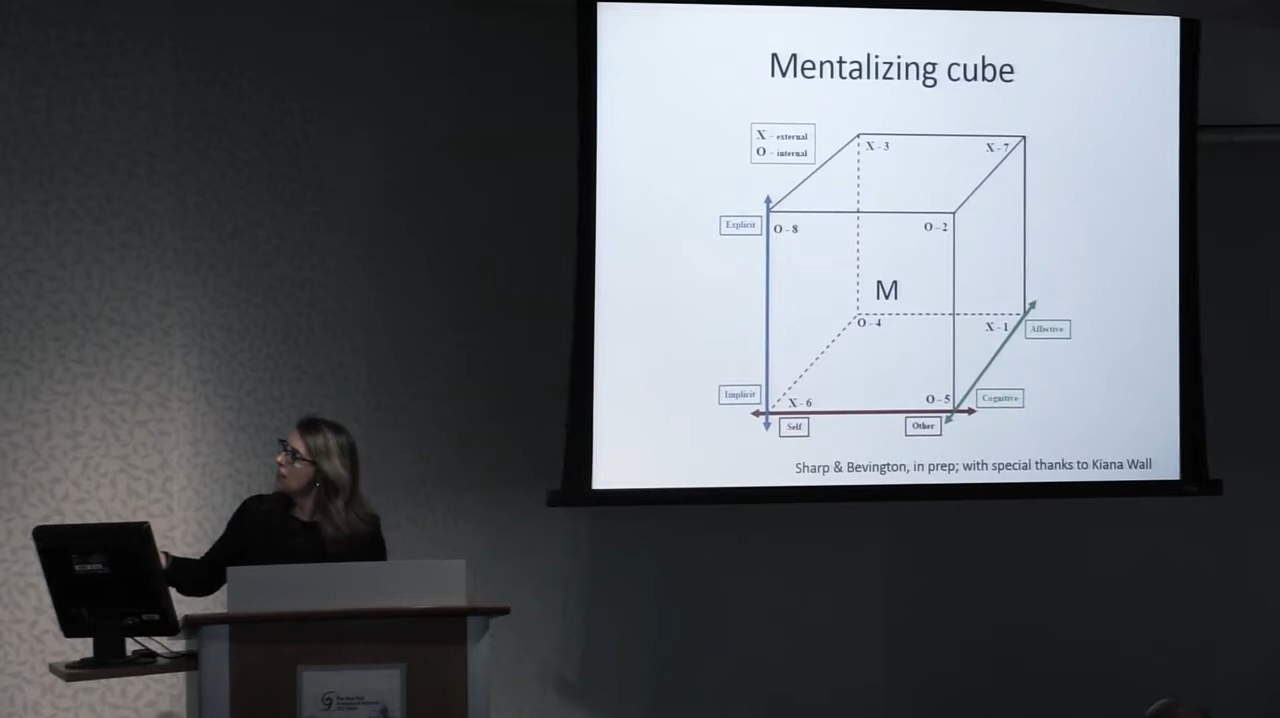 Mentalizing cube
X - external
O - internal
X - 3
X - 7
Explicit
O - 8
O - 2
M
O - 4
X - 1
Affective
Implicit
X - 6
O - 5
Cognitive
Self
Other
Sharp & Bevington, in prep; with special thanks to Kiana Wall